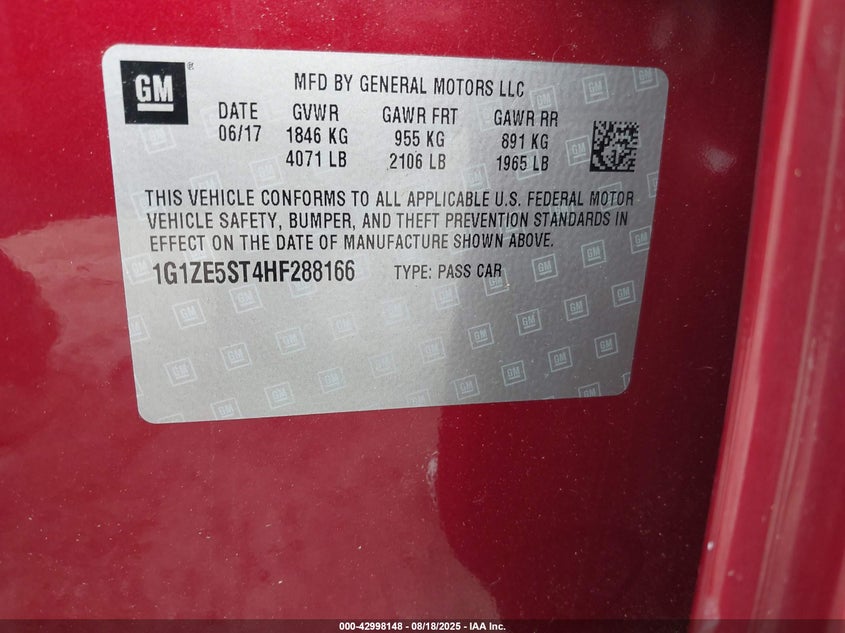 GM
MFD BY GENERAL MOTORS LLC
DATE GVWR GAWR FRT GAWR RR
06/17 1846 KG 955 KG 891 KG
4071 LB 2106 LB 1965 LB
THIS VEHICLE CONFORMS TO ALL APPLICABLE U.S. FEDERAL MOTOR
VEHICLE SAFETY, BUMPER, AND THEFT PREVENTION STANDARDS IN
EFFECT ON THE DATE OF MANUFACTURE SHOWN ABOVE.
1G1ZE5ST4HF288166 TYPE: PASS CAR
000-42998148 - 08/18/2025 - IAA Inc.